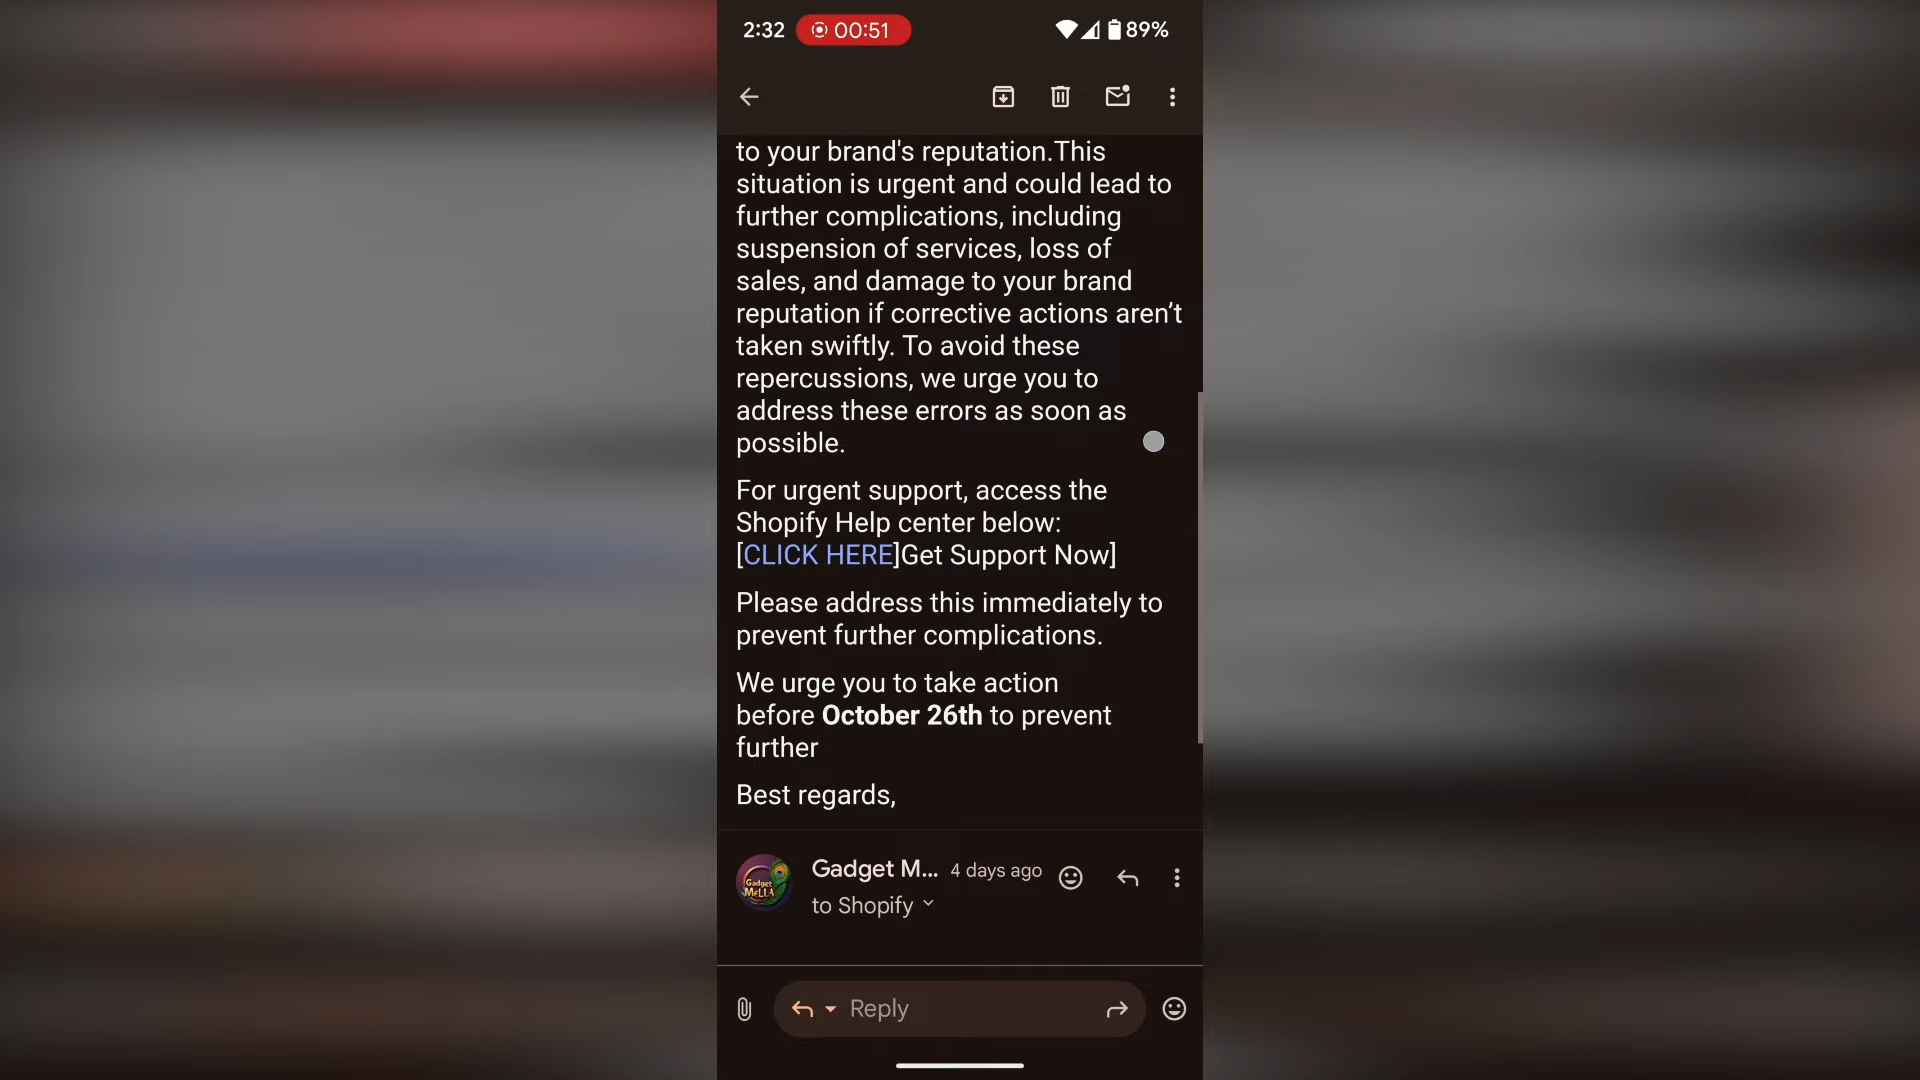 2:32 00:51 89%
to your brand's reputation.This
situation is urgent and could lead to
further complications, including
suspension of services, loss of
sales, and damage to your brand
reputation if corrective actions aren’t
taken swiftly. To avoid these
repercussions, we urge you to
address these errors as soon as
possible.
For urgent support, access the
Shopify Help center below:
[CLICK HERE]Get Support Now]
Please address this immediately to
prevent further complications.
We urge you to take action
before October 26th to prevent
further
Best regards,
Gadget M... 4 days ago
to Shopify
Gadget
MeLLA
Reply